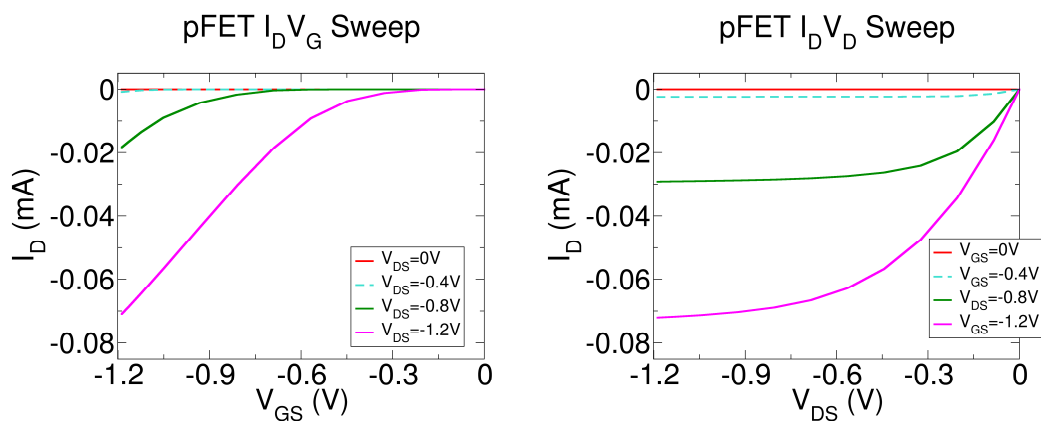 pFET I_DV_G Sweep
0
-0.02
-0.04
-0.06
-0.08
I_D (mA)
V_DS=0V
V_DS=-0.4V
V_DS=-0.8V
V_DS=-1.2V
-1.2 -0.9 -0.6 -0.3 0
V_GS (V)
pFET I_DV_D Sweep
0
-0.02
-0.04
-0.06
-0.08
I_D (mA)
V_GS=0V
V_GS=-0.4V
V_DS=-0.8V
V_GS=-1.2V
-1.2 -0.9 -0.6 -0.3 0
V_DS (V)